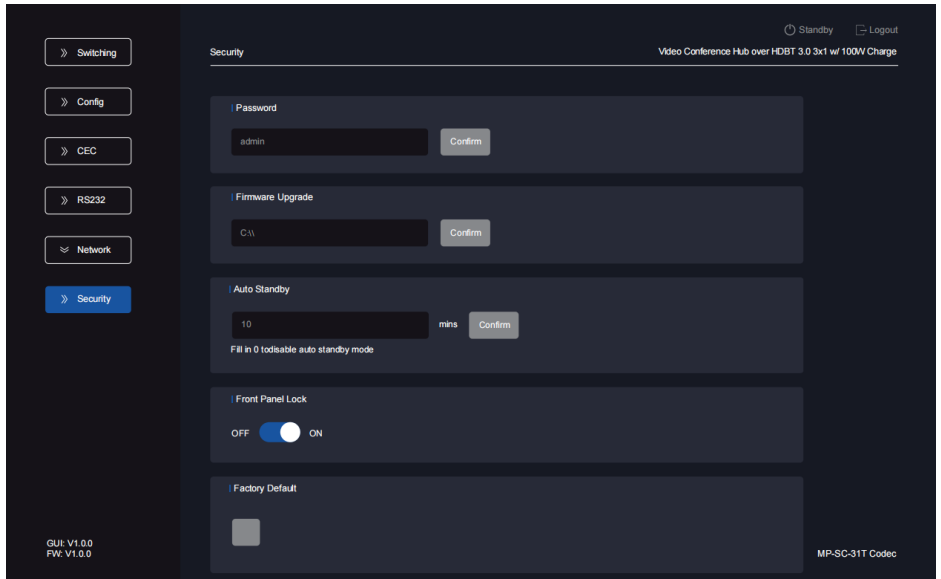 Standby Logout
Security Video Conference Hub over HDBT 3.0 3x1 w/ 100W Charge
Switching
Config
CEC
RS232
Network
Security
Password
admin Confirm
Firmware Upgrade
C:\\ Confirm
Auto Standby
10 mins Confirm
Fill in 0 todisable auto standby mode
Front Panel Lock
OFF ON
Factory Default
GUI: V1.0.0
FW: V1.0.0
MP-SC-31T Codec